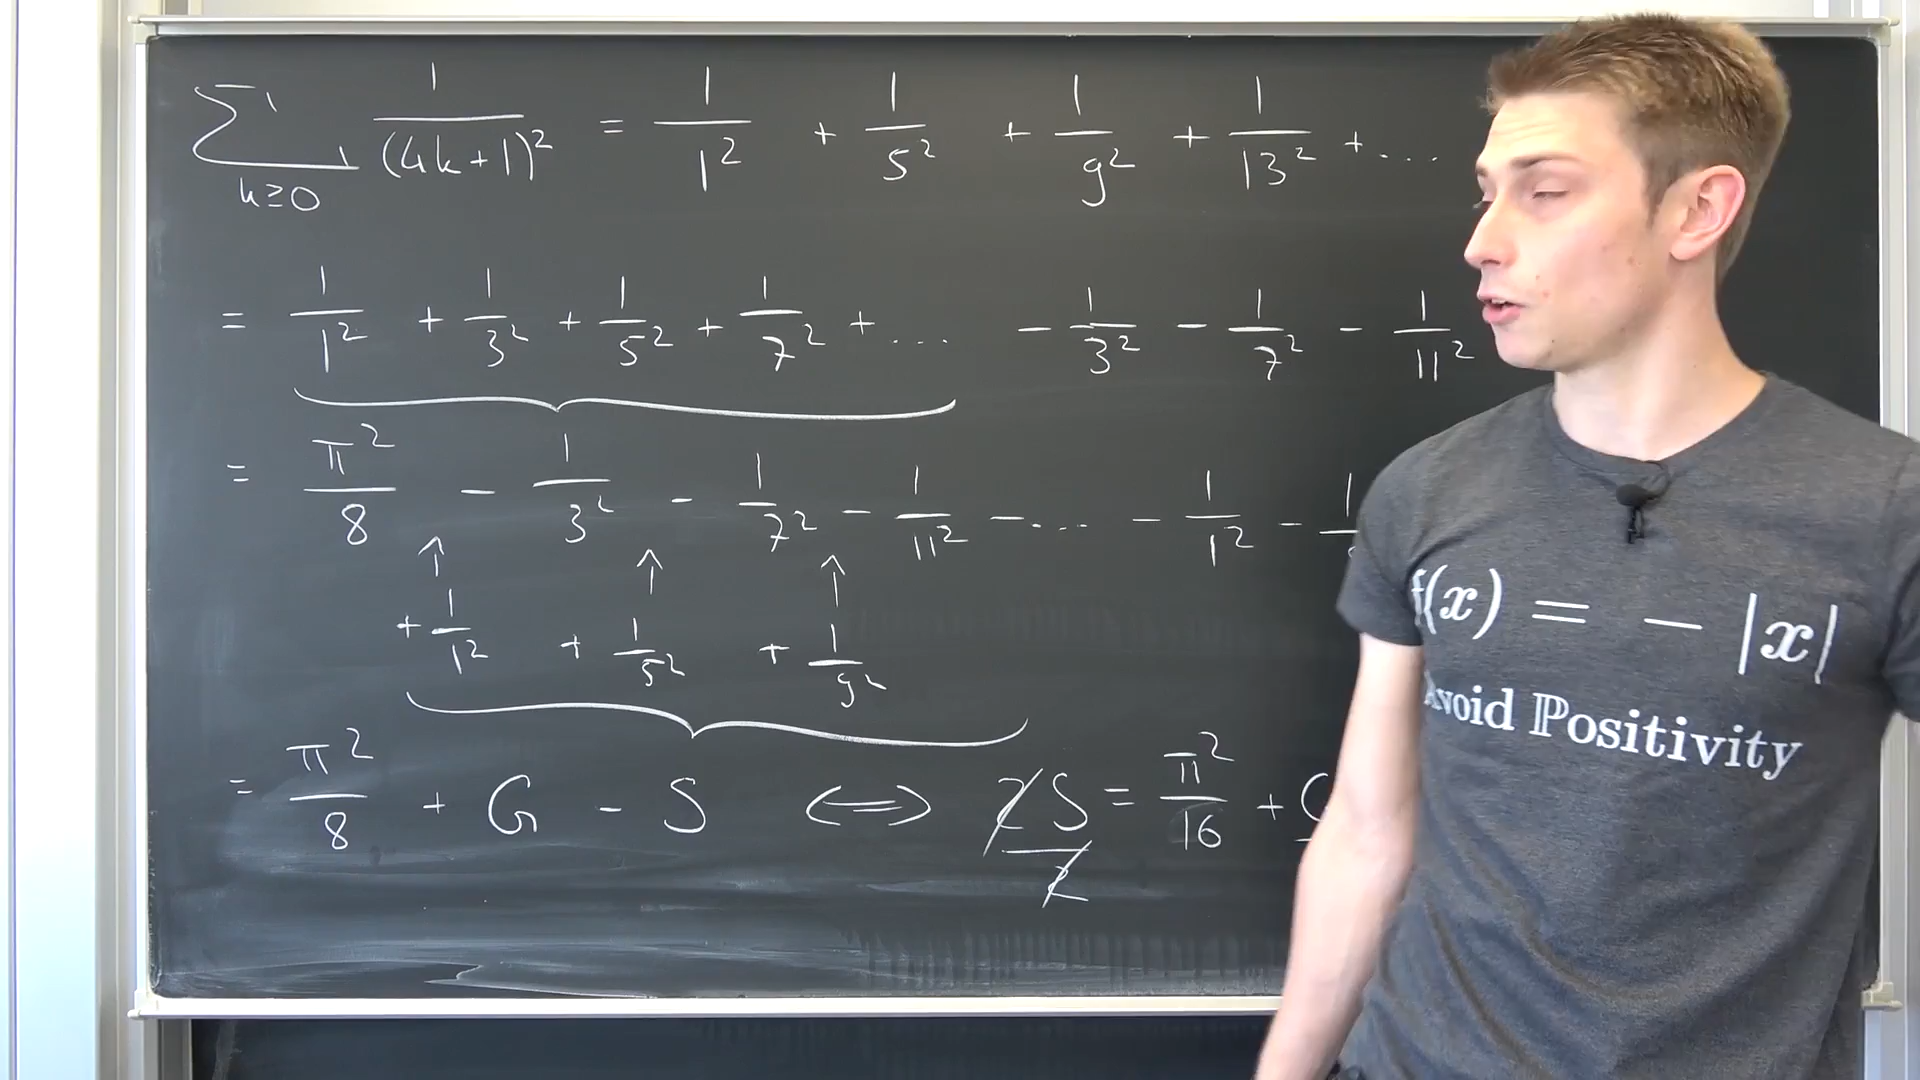 ∑ k≥0 1/(4k+1)² = 1/1² + 1/5² + 1/9² + 1/13² + ...
= 1/1² + 1/3² + 1/5² + 1/7² + ... - 1/3² - 1/7² - 1/11²
= π²/8 - 1/3² - 1/7² - 1/11² - ... - 1/1² - 1/
↑ ↑ ↑
+ 1/1² + 1/5² + 1/9²
= π²/8 + G - S ⟺ 2S/2 = π²/16 +
f(x) = - |x|
Avoid ℙositivity